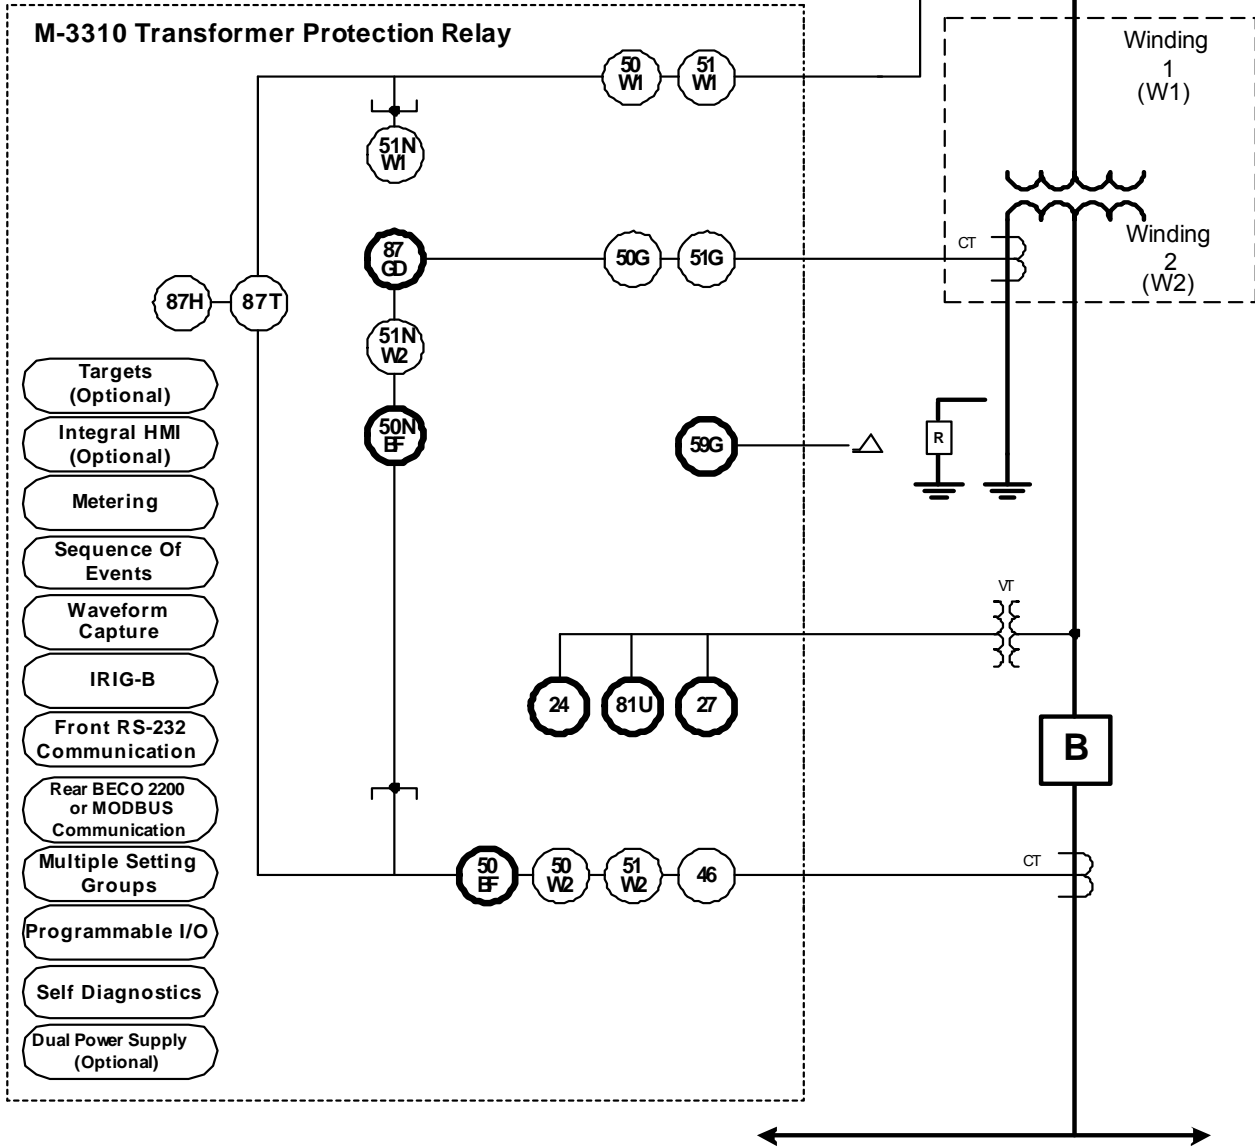 M-3310 Transformer Protection Relay
50
W1
51
W1
Winding
1
(W1)
51N
W1
87
GD
50G
51G
CT
Winding
2
(W2)
87H
87T
51N
W2
Targets
(Optional)
50N
BF
59G
R
Integral HMI
(Optional)
Metering
Sequence Of
Events
Waveform
Capture
VT
IRIG-B
24
81U
27
Front RS-232
Communication
B
Rear BECO 2200
or MODBUS
Communication
Multiple Setting
Groups
50
BF
50
W2
51
W2
46
CT
Programmable I/O
Self Diagnostics
Dual Power Supply
(Optional)